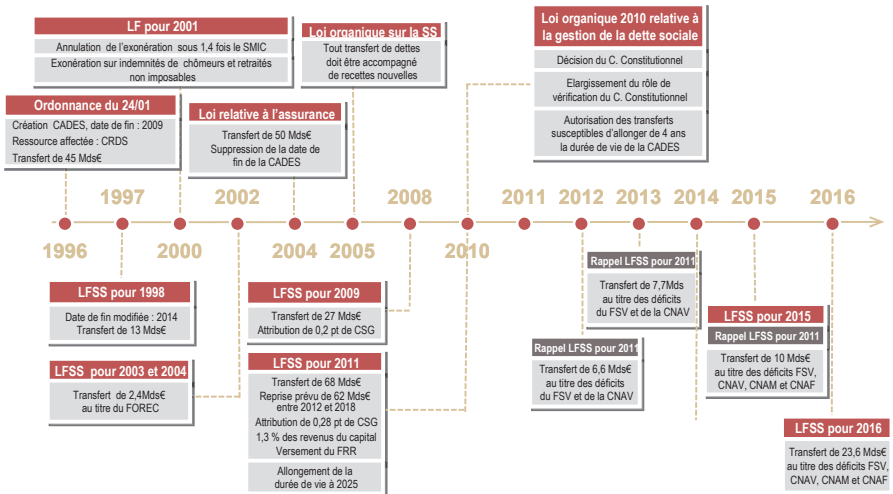 LF pour 2001
Annulation de l'exonération sous 1,4 fois le SMIC
Exonération sur indemnités de chômeurs et retraités
non imposables
Loi organique sur la SS
Tout transfert de dettes
doit être accompagné
de recettes nouvelles
Loi organique 2010 relative à
la gestion de la dette sociale
Décision du C. Constitutionnel
Elargissement du rôle de
vérification du C. Constitutionnel
Autorisation des transferts
susceptibles d'allonger de 4 ans
la durée de vie de la CADES
Ordonnance du 24/01
Création CADES, date de fin : 2009
Ressource affectée : CRDS
Transfert de 45 Mds€
Loi relative à l'assurance
Transfert de 50 Mds€
Suppression de la date de
fin de la CADES
1997
2002
2008
2011
2012
2013
2014
2015
2016
1996
2000
2004
2005
2010
LFSS pour 1998
Date de fin modifiée : 2014
Transfert de 13 Mds€
LFSS pour 2003 et 2004
Transfert de 2,4Mds€
au titre du FOREC
LFSS pour 2009
Transfert de 27 Mds€
Attribution de 0,2 pt de CSG
LFSS pour 2011
Transfert de 68 Mds€
Reprise prévu de 62 Mds€
entre 2012 et 2018
Attribution de 0,28 pt de CSG
1,3 % des revenus du capital
Versement du FRR
Allongement de la
durée de vie à 2025
Rappel LFSS pour 2011
Transfert de 7,7Mds
au titre des déficits
du FSV et de la CNAV
Rappel LFSS pour 2011
Transfert de 6,6 Mds€
au titre des déficits
du FSV et de la CNAV
LFSS pour 2015
Rappel LFSS pour 2011
Transfert de 10 Mds€
au titre des déficits FSV,
CNAV, CNAM et CNAF
LFSS pour 2016
Transfert de 23,6 Mds€
au titre des déficits FSV,
CNAV, CNAM et CNAF